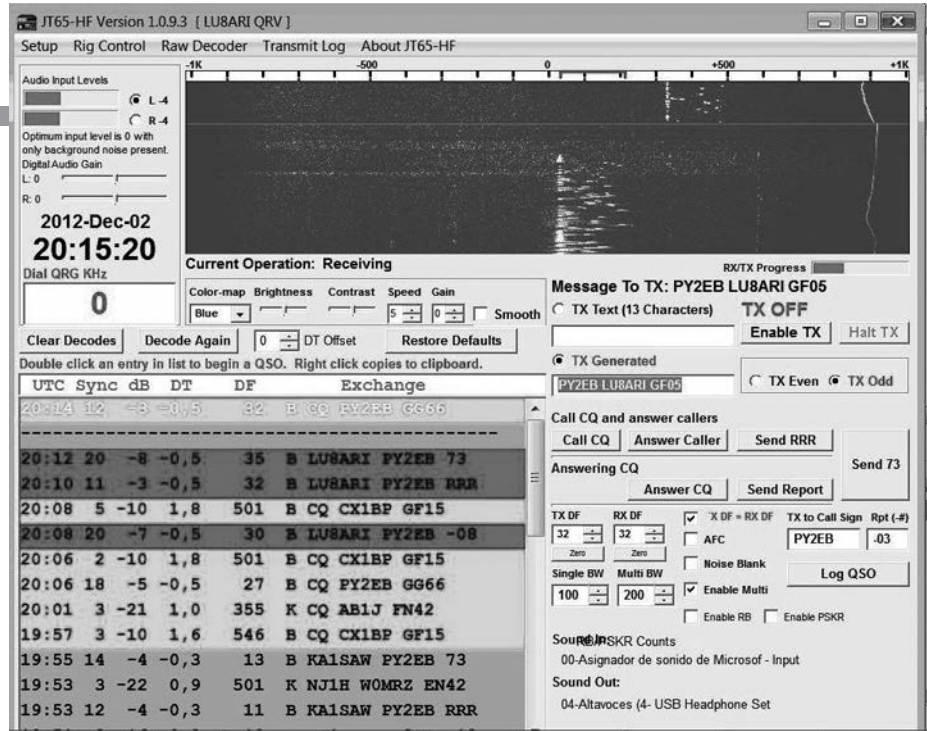 JT65-HF Version 1.0.9.3 [ LU8ARI QRV ]
Setup Rig Control Raw Decoder Transmit Log About JT65-HF
Audio Input Levels
L -4
R -4
Optimum input level is 0 with
only background noise present.
Digital Audio Gain
L: 0
R: 0
2012-Dec-02
20:15:20
Dial QRG KHz
0
-1K -500 0 +500 +1K
Current Operation: Receiving
RX/TX Progress
Color-map Brightness Contrast Speed Gain
Blue 5 0 Smooth
Clear Decodes Decode Again 0 DT Offset Restore Defaults
Double click an entry in list to begin a QSO. Right click copies to clipboard.
UTC Sync dB DT DF Exchange
20:14 12 -3 -0,5 32 B CQ PY2EB GG66
20:12 20 -8 -0,5 35 B LU8ARI PY2EB 73
20:10 11 -3 -0,5 32 B LU8ARI PY2EB RRR
20:08 5 -10 1,8 501 B CQ CX1BP GF15
20:08 20 -7 -0,5 30 B LU8ARI PY2EB -08
20:06 2 -10 1,8 501 B CQ CX1BP GF15
20:06 18 -5 -0,5 27 B CQ PY2EB GG66
20:01 3 -21 1,0 355 K CQ AB1J FN42
19:57 3 -10 1,6 546 B CQ CX1BP GF15
19:55 14 -4 -0,3 13 B KA1SAW PY2EB 73
19:53 3 -22 0,9 501 K NJ1H W0MRZ EN42
19:53 12 -4 -0,3 11 B KA1SAW PY2EB RRR
Message To TX: PY2EB LU8ARI GF05
TX Text (13 Characters) TX OFF
Enable TX Halt TX
TX Generated
PY2EB LU8ARI GF05 TX Even TX Odd
Call CQ and answer callers
Call CQ Answer Caller Send RRR
Send 73
Answering CQ
Answer CQ Send Report
TX DF RX DF TX DF = RX DF TX to Call Sign Rpt (-#)
32 32 AFC PY2EB -03
Zero Zero
Noise Blank
Single BW Multi BW Log QSO
100 200 Enable Multi
Enable RB Enable PSKR
Sound In:
RB/PSKR Counts
00-Asignador de sonido de Microsof - Input
Sound Out:
04-Altavoces (4- USB Headphone Set